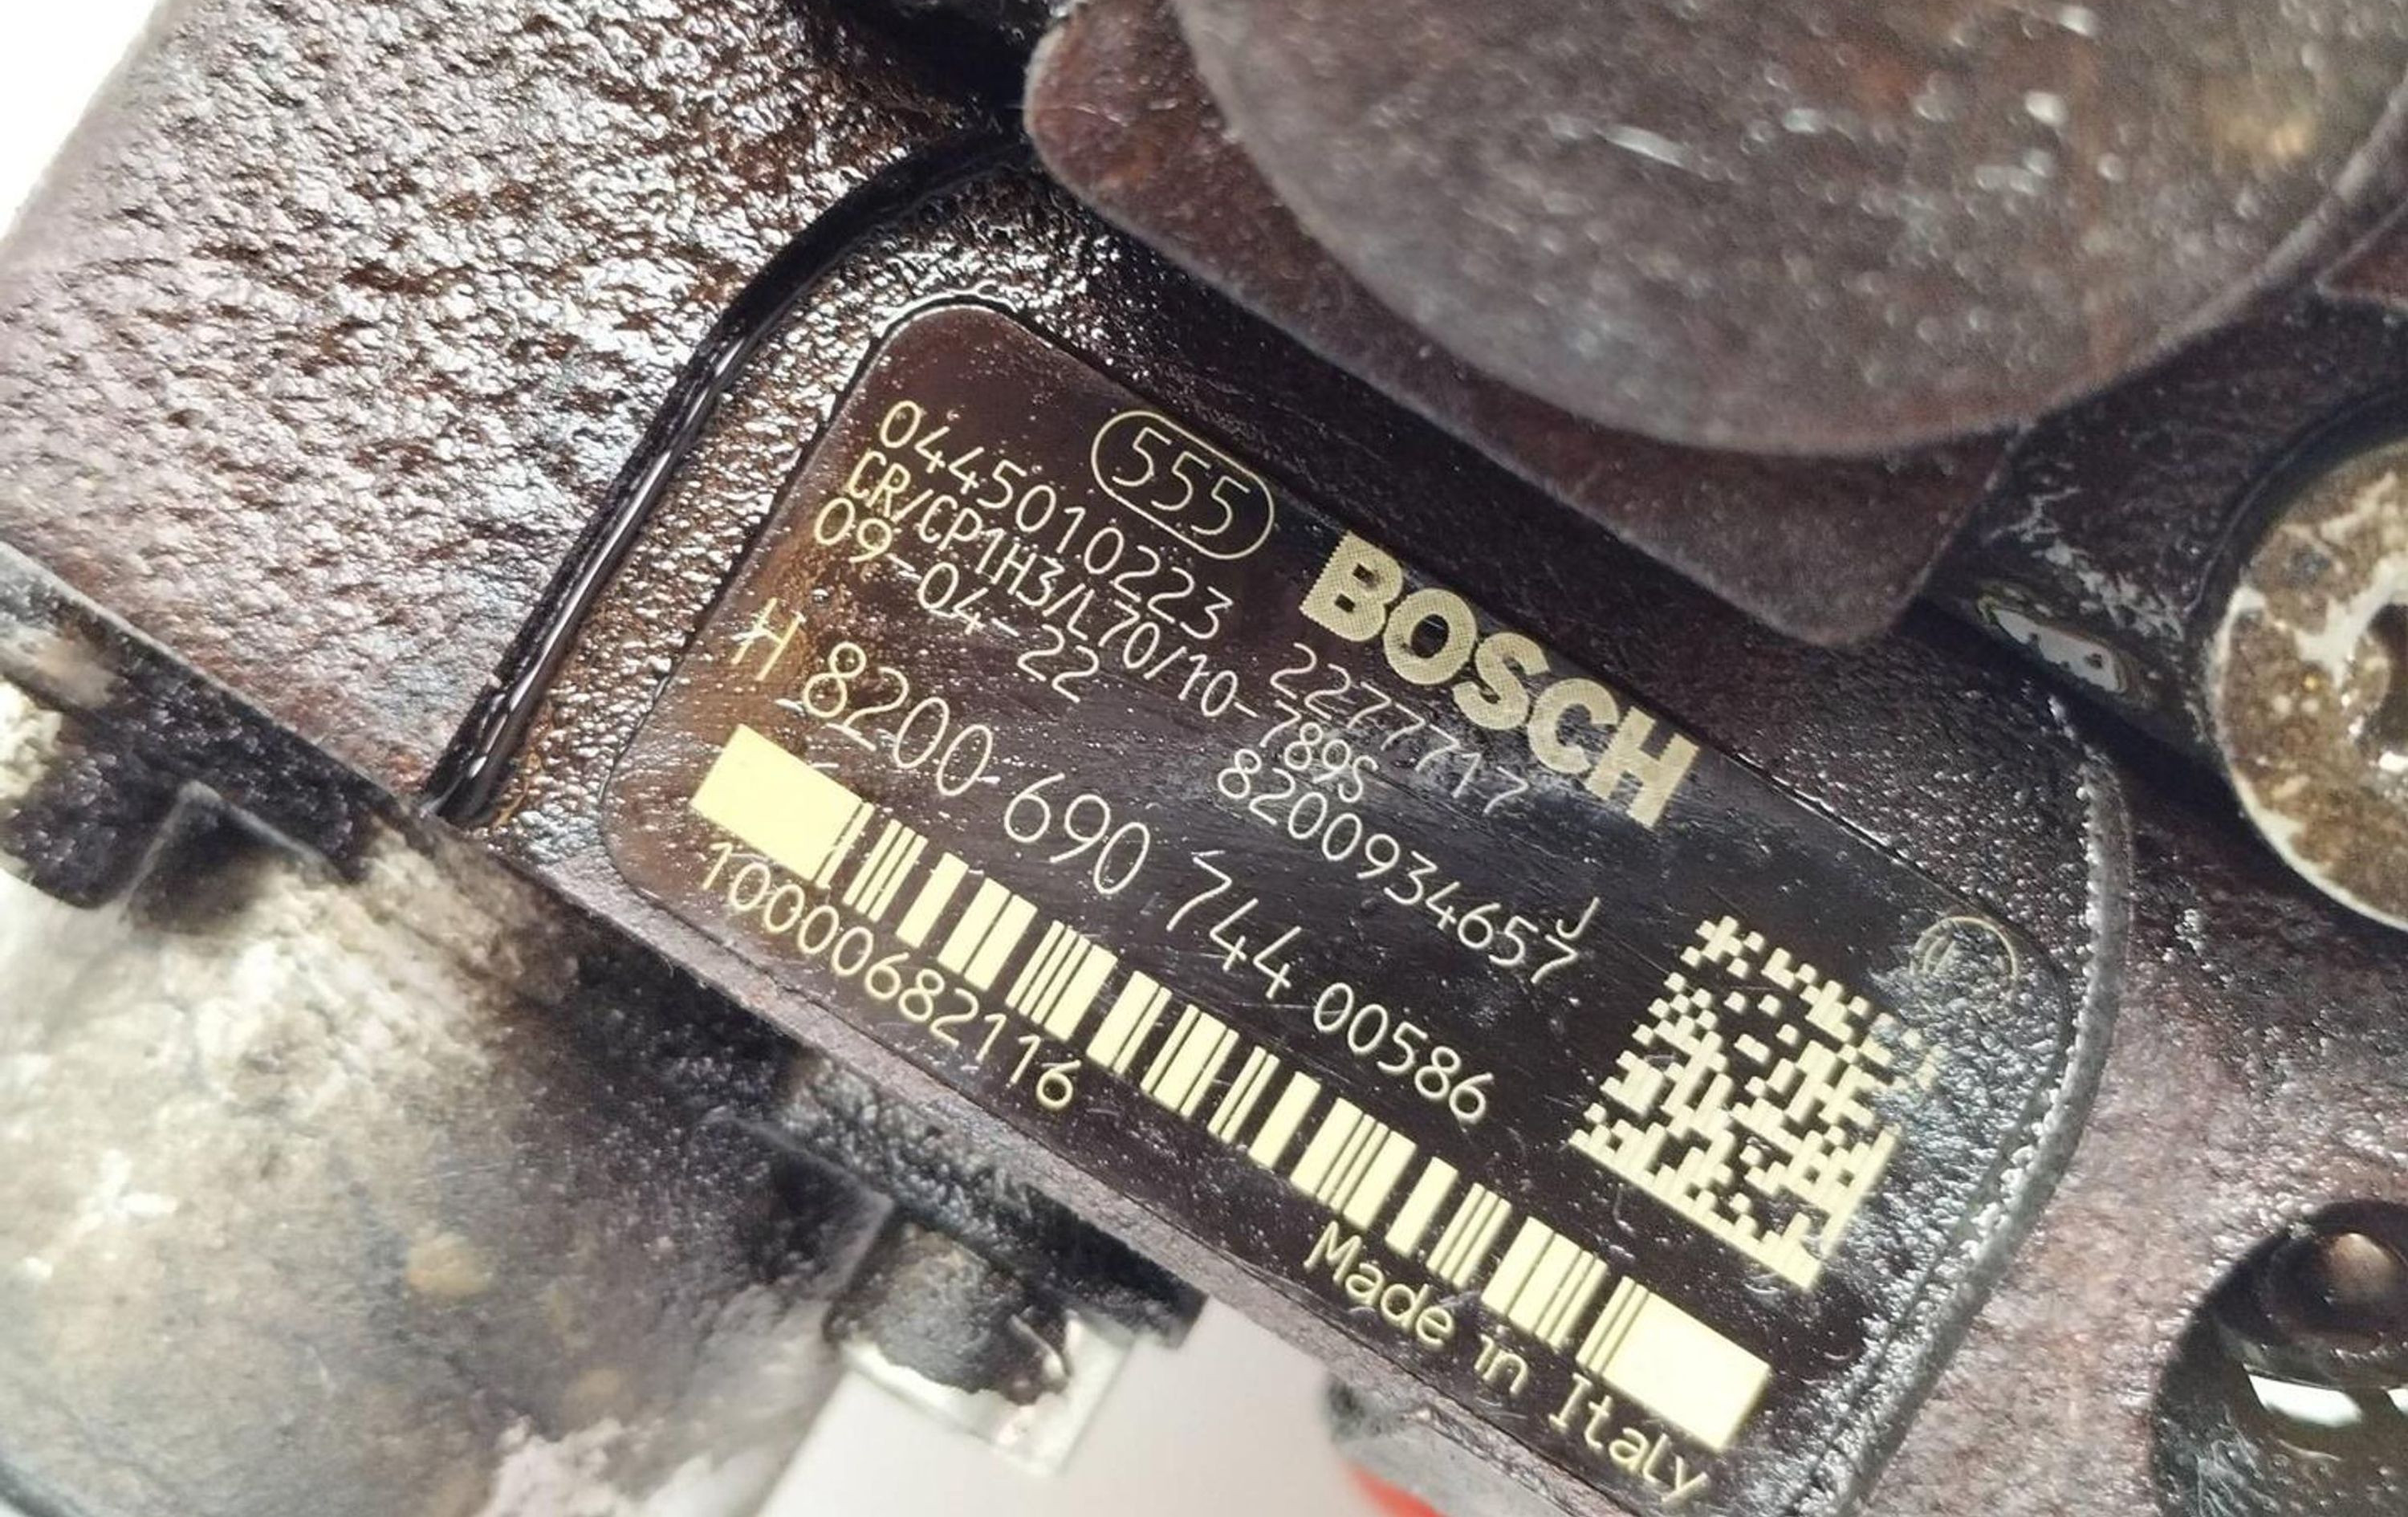 555
BOSCH
0445010223 2277717
CR/CP1H3/L70/10-789S
09-04-22 8200934657 J
H 8200 690 744 00586
1000682116
Made in Italy